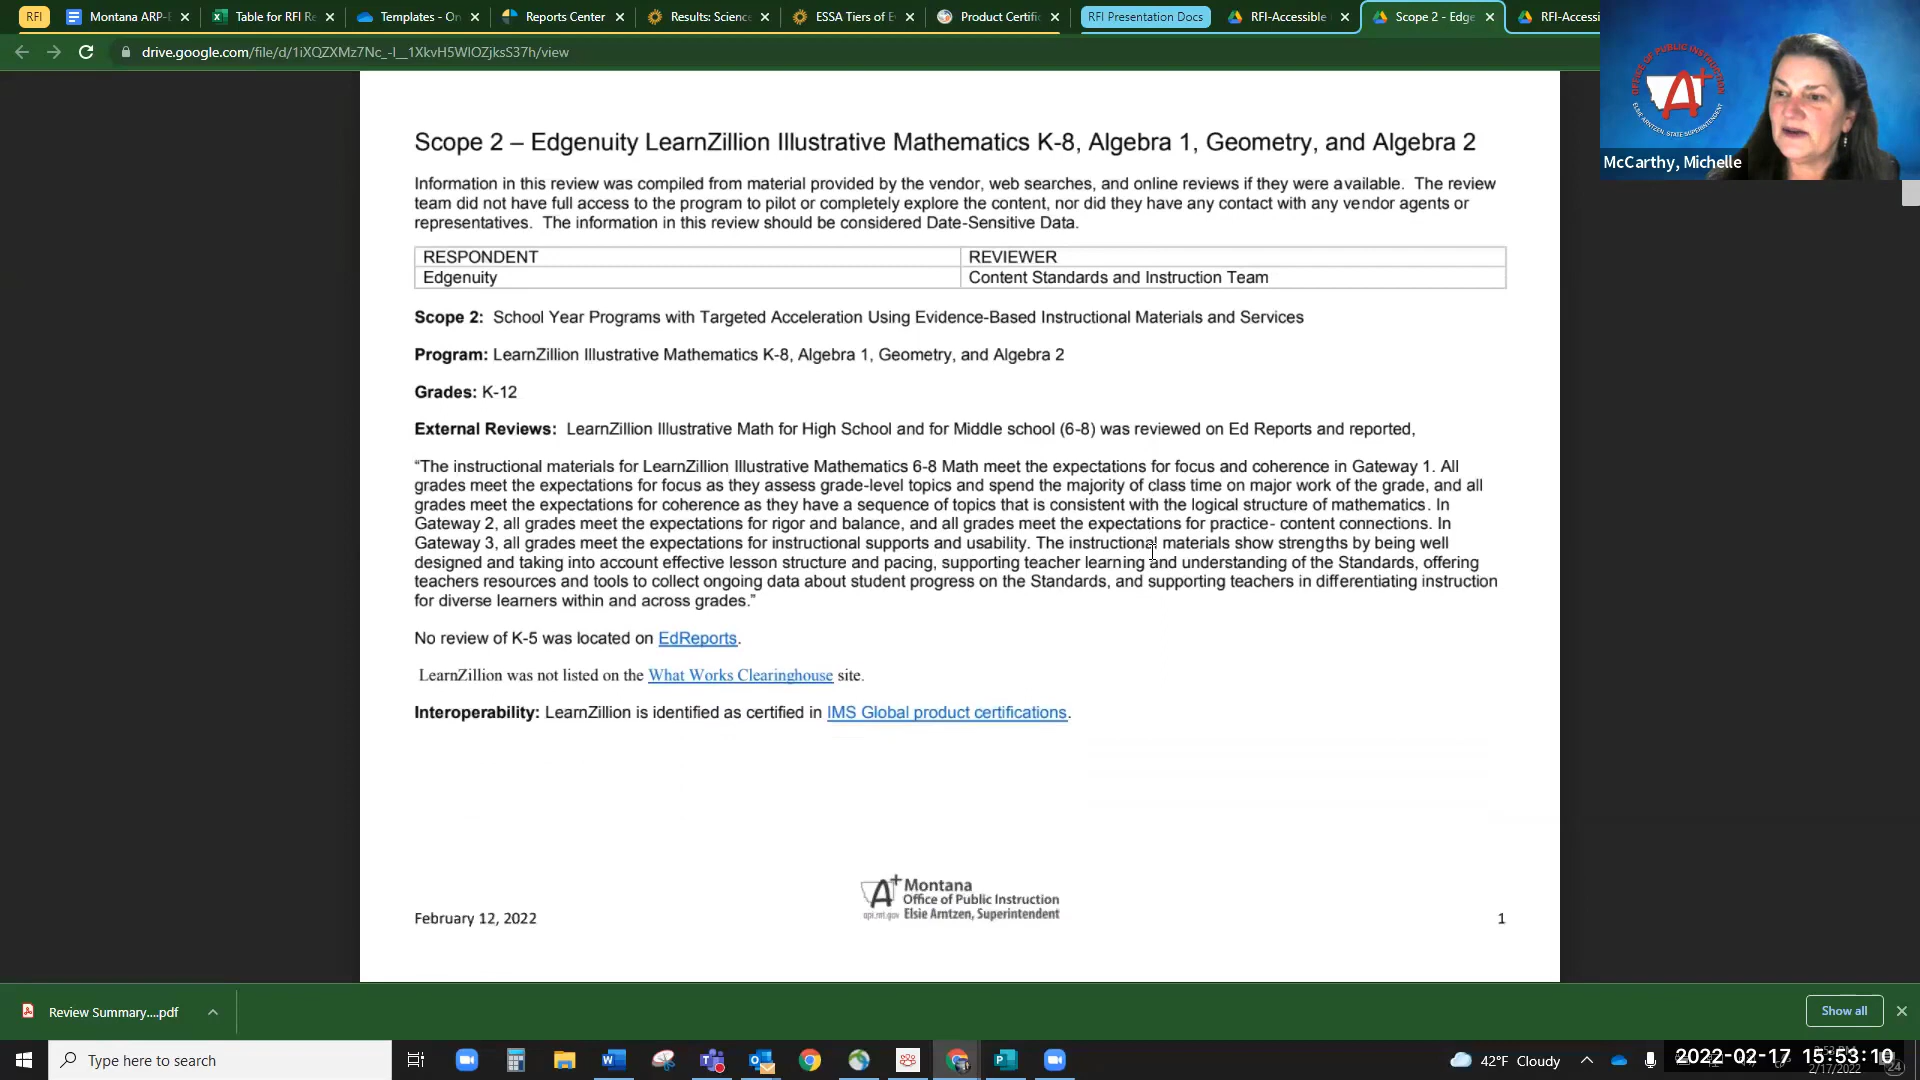 RFI
Montana ARP-E
Table for RFI Re
Templates - On
Reports Center
Results: Science
ESSA Tiers of E
Product Certific
RFI Presentation Docs
RFI-Accessible
Scope 2 - Edge
RFI-Accessi
drive.google.com/file/d/1iXQZXMz7Nc_-I__1XkvH5WlOZjksS37h/view
OFFICE OF PUBLIC INSTRUCTION
ELSIE ARNTZEN, STATE SUPERINTENDENT
McCarthy, Michelle
Scope 2 – Edgenuity LearnZillion Illustrative Mathematics K-8, Algebra 1, Geometry, and Algebra 2
Information in this review was compiled from material provided by the vendor, web searches, and online reviews if they were available. The review
team did not have full access to the program to pilot or completely explore the content, nor did they have any contact with any vendor agents or
representatives. The information in this review should be considered Date-Sensitive Data.
RESPONDENT REVIEWER
Edgenuity Content Standards and Instruction Team
Scope 2: School Year Programs with Targeted Acceleration Using Evidence-Based Instructional Materials and Services
Program: LearnZillion Illustrative Mathematics K-8, Algebra 1, Geometry, and Algebra 2
Grades: K-12
External Reviews: LearnZillion Illustrative Math for High School and for Middle school (6-8) was reviewed on Ed Reports and reported,
“The instructional materials for LearnZillion Illustrative Mathematics 6-8 Math meet the expectations for focus and coherence in Gateway 1. All
grades meet the expectations for focus as they assess grade-level topics and spend the majority of class time on major work of the grade, and all
grades meet the expectations for coherence as they have a sequence of topics that is consistent with the logical structure of mathematics. In
Gateway 2, all grades meet the expectations for rigor and balance, and all grades meet the expectations for practice- content connections. In
Gateway 3, all grades meet the expectations for instructional supports and usability. The instructional materials show strengths by being well
designed and taking into account effective lesson structure and pacing, supporting teacher learning and understanding of the Standards, offering
teachers resources and tools to collect ongoing data about student progress on the Standards, and supporting teachers in differentiating instruction
for diverse learners within and across grades.”
No review of K-5 was located on EdReports.
LearnZillion was not listed on the What Works Clearinghouse site.
Interoperability: LearnZillion is identified as certified in IMS Global product certifications.
Montana
Office of Public Instruction
opi.mt.gov Elsie Arntzen, Superintendent
February 12, 2022
1
Review Summary....pdf
Show all
Type here to search
42°F Cloudy
2022-02-17 15:53:10
2/17/2022
24